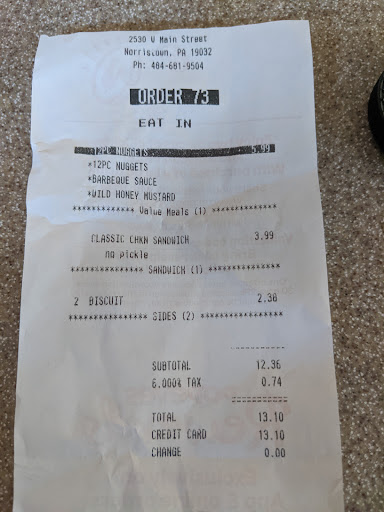 2530 W Main Street
Norristown, PA 19032
Ph: 484-681-9504
ORDER 73
EAT IN
*12PC NUGGETS 5.99
*12PC NUGGETS
*BARBEQUE SAUCE
*WILD HONEY MUSTARD
************* Value Meals (1) *************
CLASSIC CHKN SANDWICH 3.99
no pickle
*************** SANDWICH (1) ***************
2 BISCUIT 2.38
**************** SIDES (2) ****************
SUBTOTAL 12.36
6.000% TAX 0.74
TOTAL 13.10
CREDIT CARD 13.10
CHANGE 0.00